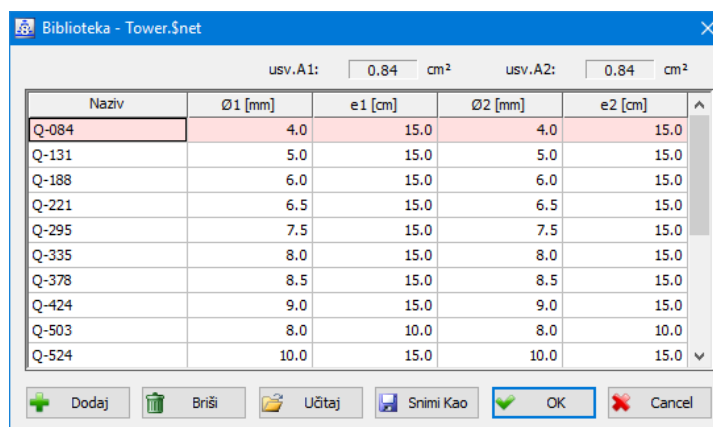 Biblioteka - Tower.$net
usv.A1: 0.84 cm² usv.A2: 0.84 cm²
Naziv Ø1 [mm] e1 [cm] Ø2 [mm] e2 [cm]
Q-084 4.0 15.0 4.0 15.0
Q-131 5.0 15.0 5.0 15.0
Q-188 6.0 15.0 6.0 15.0
Q-221 6.5 15.0 6.5 15.0
Q-295 7.5 15.0 7.5 15.0
Q-335 8.0 15.0 8.0 15.0
Q-378 8.5 15.0 8.5 15.0
Q-424 9.0 15.0 9.0 15.0
Q-503 8.0 10.0 8.0 10.0
Q-524 10.0 15.0 10.0 15.0
Dodaj Briši Učitaj Snimi Kao OK Cancel